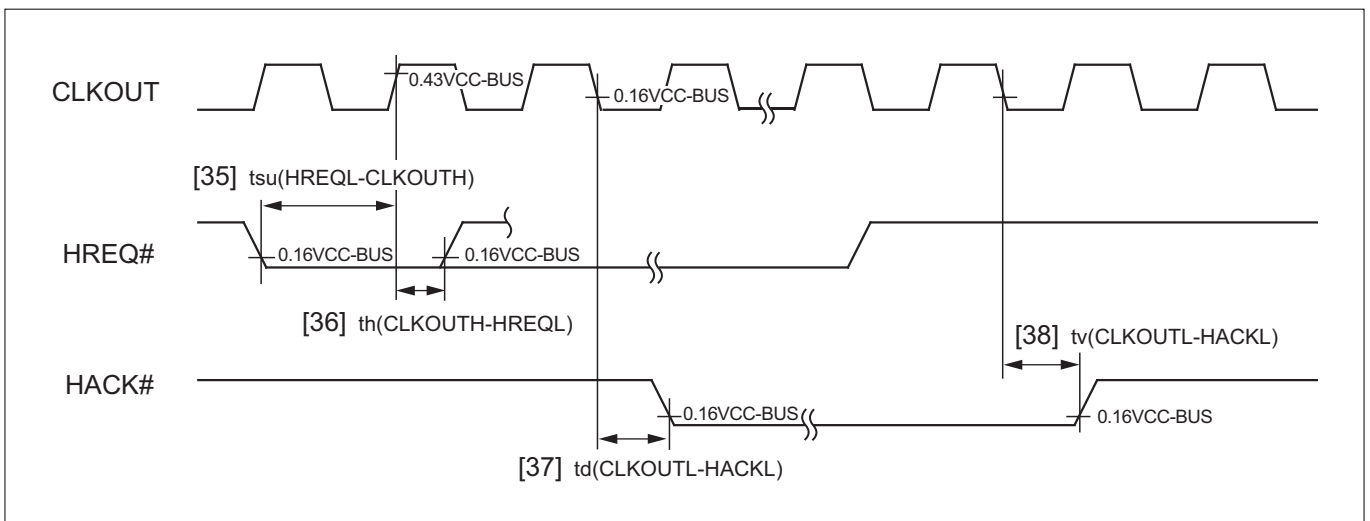 CLKOUT
0.43VCC-BUS
0.16VCC-BUS
[35] tsu(HREQL-CLKOUTH)
HREQ#
0.16VCC-BUS
0.16VCC-BUS
[36] th(CLKOUTH-HREQL)
[38] tv(CLKOUTL-HACKL)
HACK#
0.16VCC-BUS
0.16VCC-BUS
[37] td(CLKOUTL-HACKL)